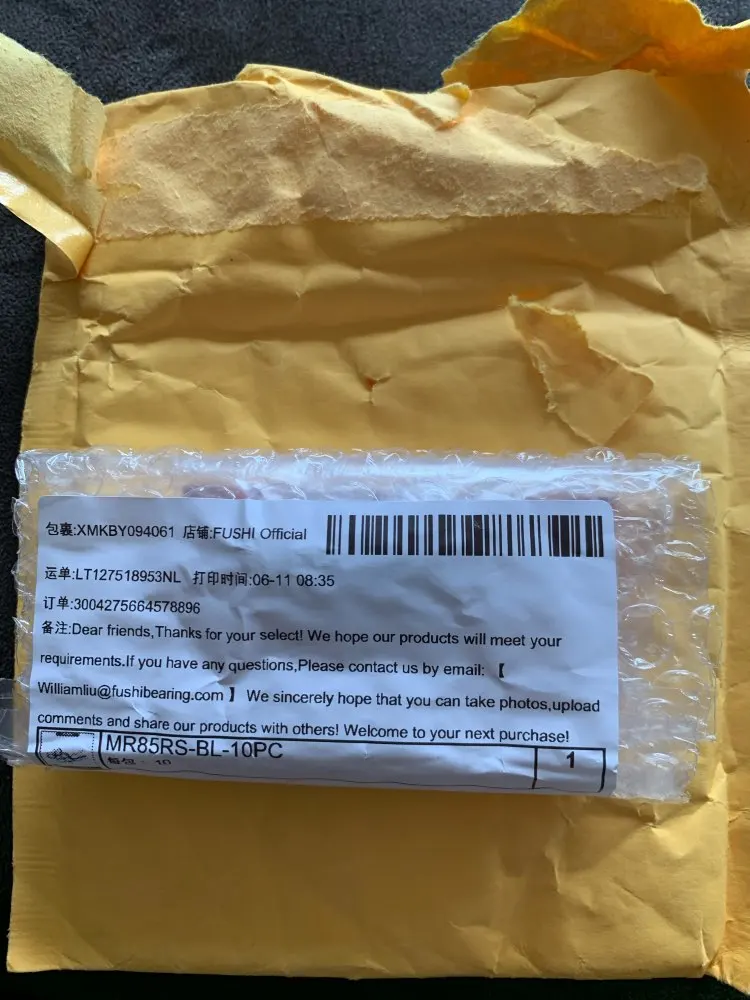 包裹:XMKBY094061 店铺:FUSHI Official
运单:LT127518953NL 打印时间:06-11 08:35
订单:3004275664578896
备注:Dear friends,Thanks for your select! We hope our products will meet your
requirements.If you have any questions,Please contact us by email: 【
Williamliu@fushibearing.com 】 We sincerely hope that you can take photos,upload
comments and share our products with others! Welcome to your next purchase!
MR85RS-BL-10PC 1